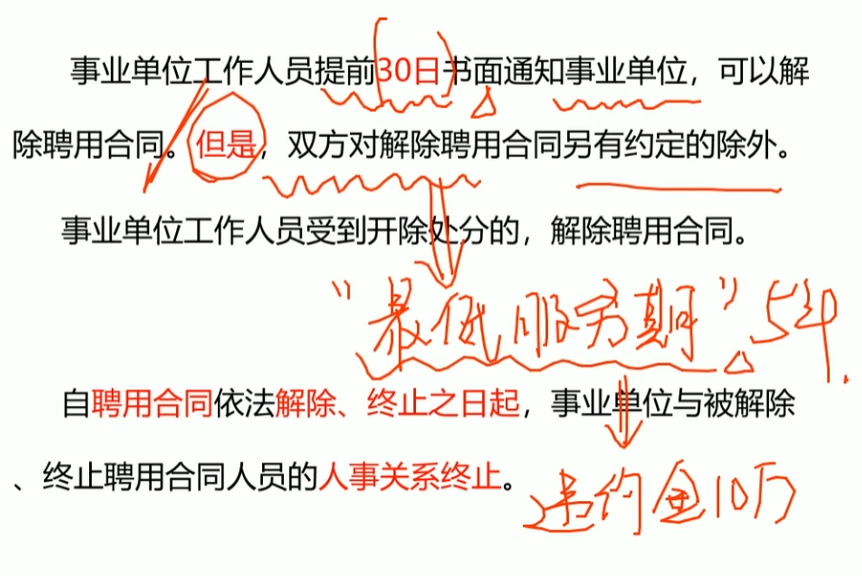 事业单位工作人员提前30日书面通知事业单位，可以解
除聘用合同。但是，双方对解除聘用合同另有约定的除外。
事业单位工作人员受到开除处分的，解除聘用合同。
"最低服务期"5年.
自聘用合同依法解除、终止之日起，事业单位与被解除
、终止聘用合同人员的人事关系终止。
违约金10万